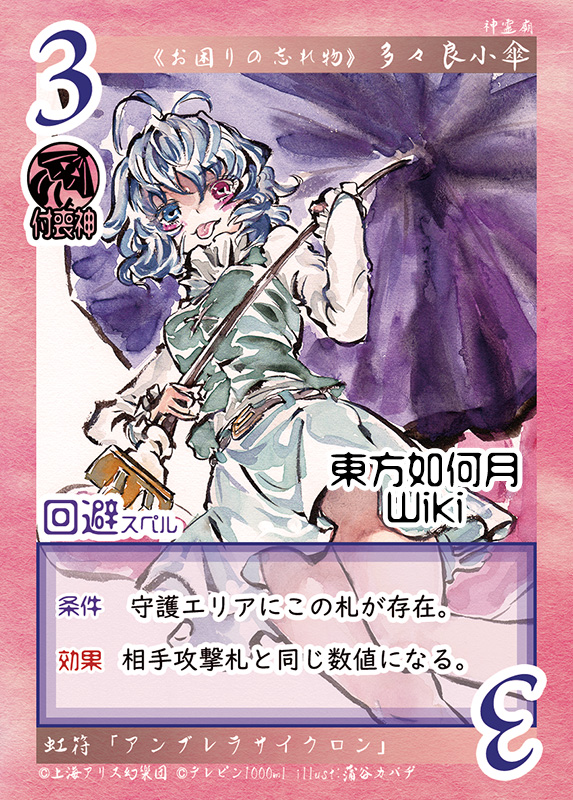 神霊廟
3
《お困りの忘れ物》 多々良小傘
付喪神
東方如何月
Wiki
回避スペル
条件 守護エリアにこの札が存在。
効果 相手攻撃札と同じ数値になる。
3
虹符「アンブレラサイクロン」
©上海アリス幻樂団 ©テレピン1000ml illust:蒲谷カバヂ